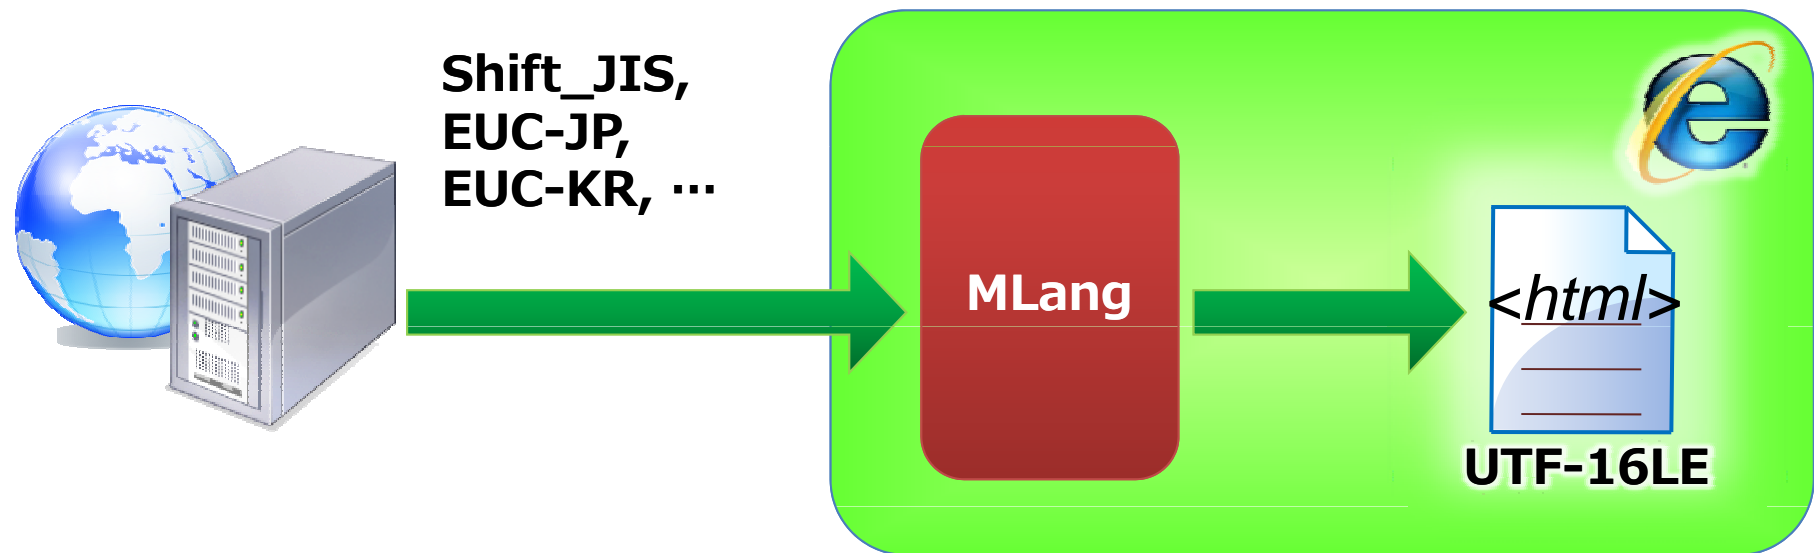 Shift_JIS,
EUC-JP,
EUC-KR, …
MLang
<html>
UTF-16LE